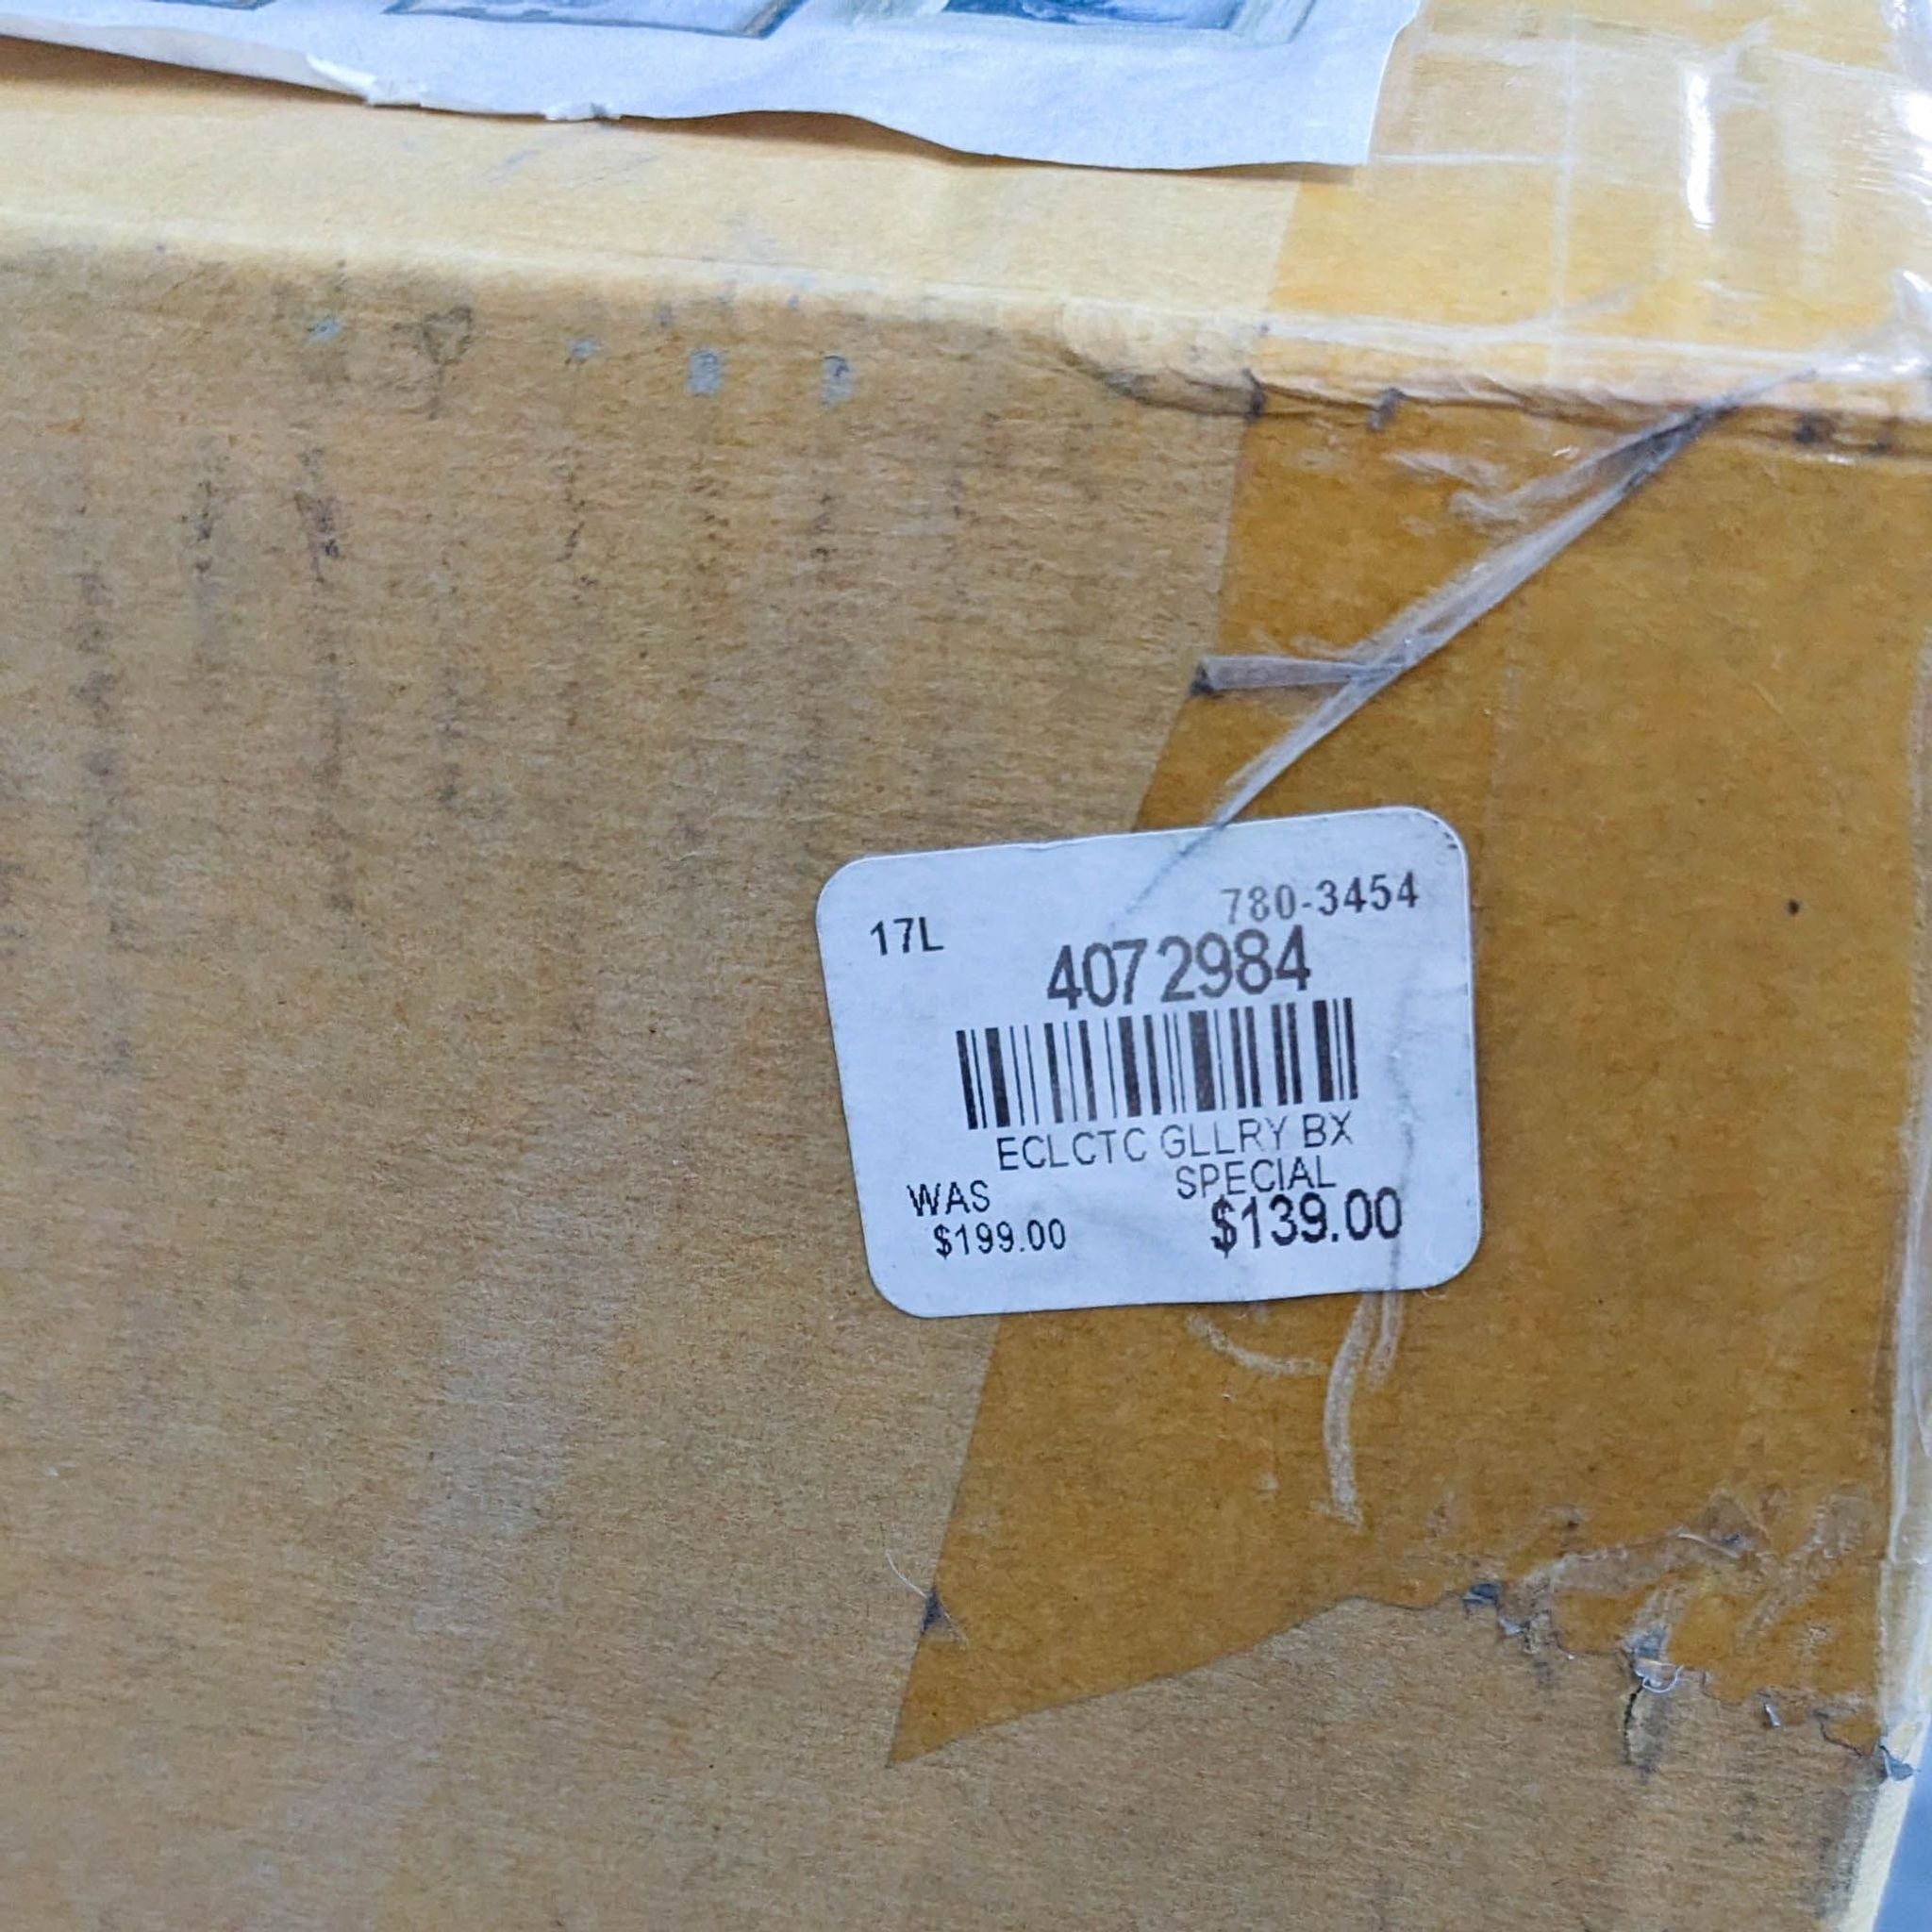 17L 780-3454
4072984
ECLCTC GLLRY BX
WAS SPECIAL
$199.00 $139.00